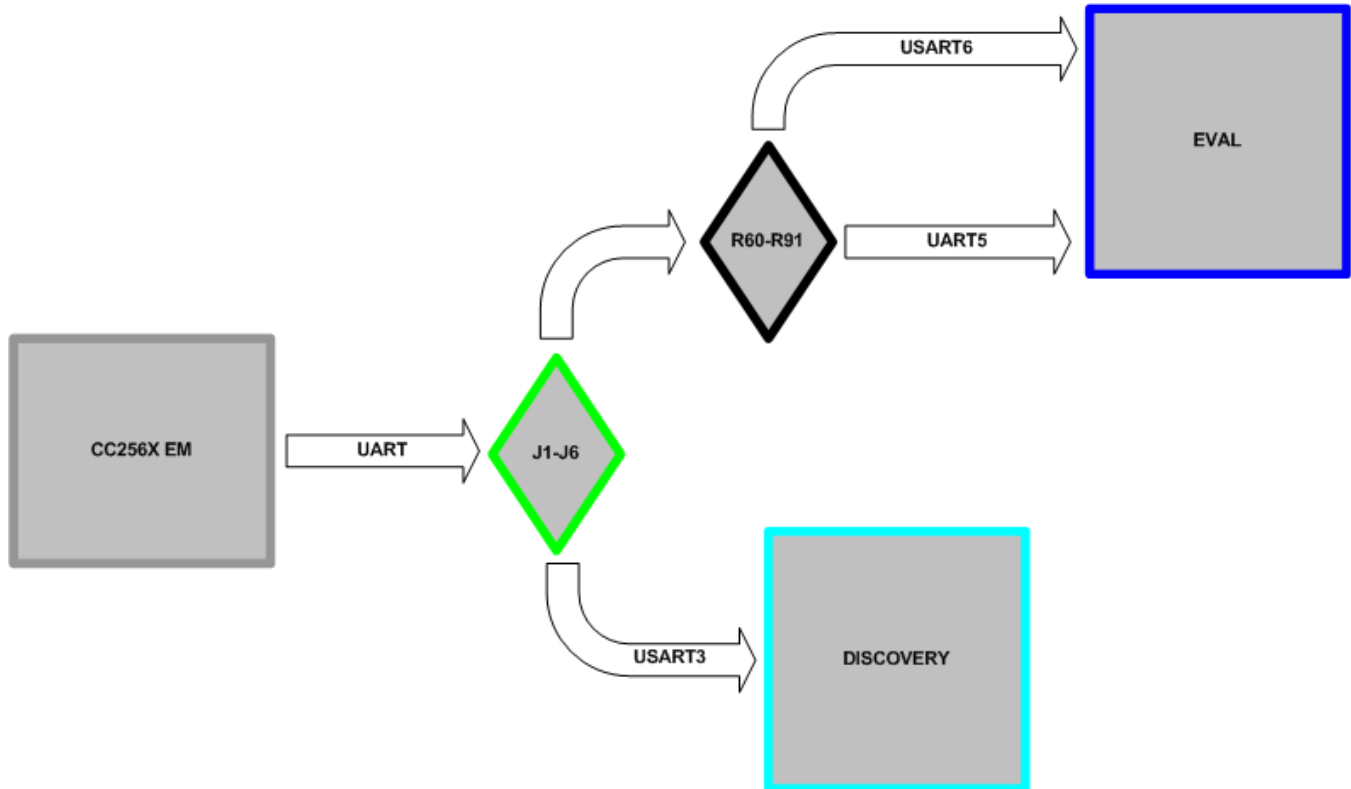 USART6
EVAL
R60-R91
UART5
CC256X EM
UART
J1-J6
USART3
DISCOVERY